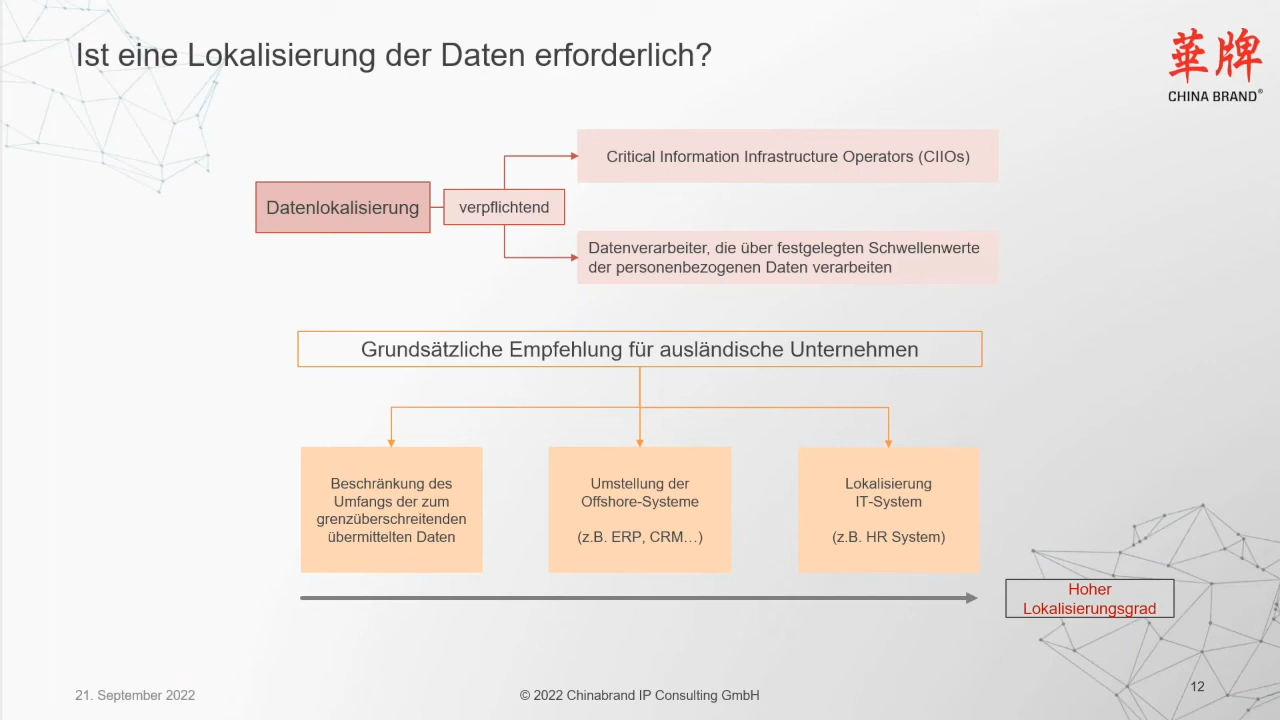 Ist eine Lokalisierung der Daten erforderlich?
華牌
CHINA BRAND®
Critical Information Infrastructure Operators (CIIOs)
Datenlokalisierung
verpflichtend
Datenverarbeiter, die über festgelegten Schwellenwerte
der personenbezogenen Daten verarbeiten
Grundsätzliche Empfehlung für ausländische Unternehmen
Beschränkung des
Umfangs der zum
grenzüberschreitenden
übermittelten Daten
Umstellung der
Offshore-Systeme
(z.B. ERP, CRM…)
Lokalisierung
IT-System
(z.B. HR System)
Hoher
Lokalisierungsgrad
21. September 2022
© 2022 Chinabrand IP Consulting GmbH
12